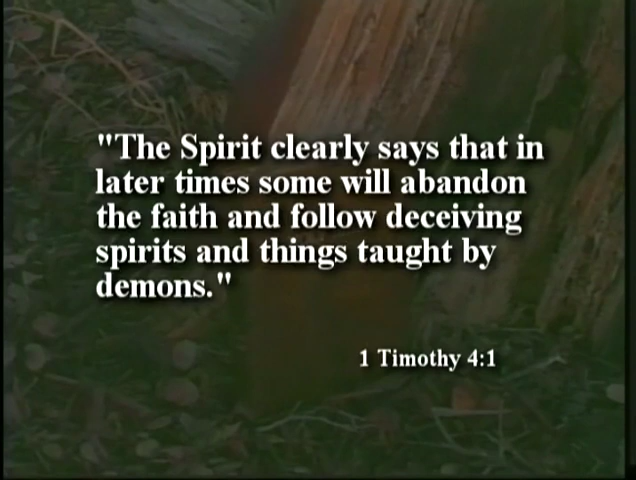 "The Spirit clearly says that in
later times some will abandon
the faith and follow deceiving
spirits and things taught by
demons."
1 Timothy 4:1